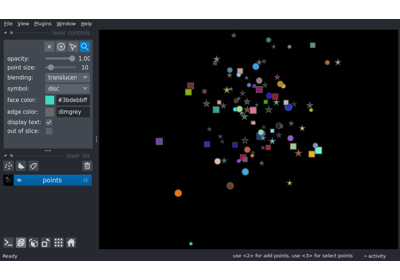 File View Plugins Window Help
layer controls
opacity: 1.00
point size: 10
blending: translucen
symbol: disc
face color: #3bdebbff
edge color: dimgrey
display text:
out of slice:
layer list
points
use <2> for add points, use <3> for select points activity
Ready